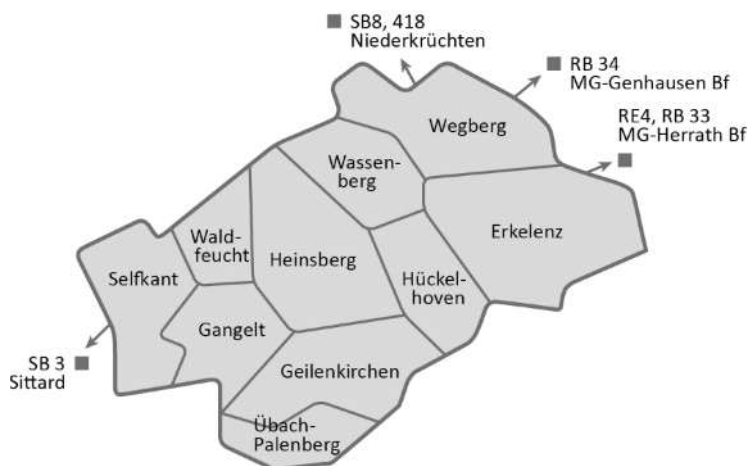 SB8, 418
Niederkrüchten
RB 34
MG-Genhausen Bf
RE4, RB 33
MG-Herrath Bf
Wegberg
Wassen-
berg
Erkelenz
Wald-
feucht
Heinsberg
Selfkant
Hückel-
hoven
Gangelt
SB 3
Sittard
Geilenkirchen
Übach-
Palenberg